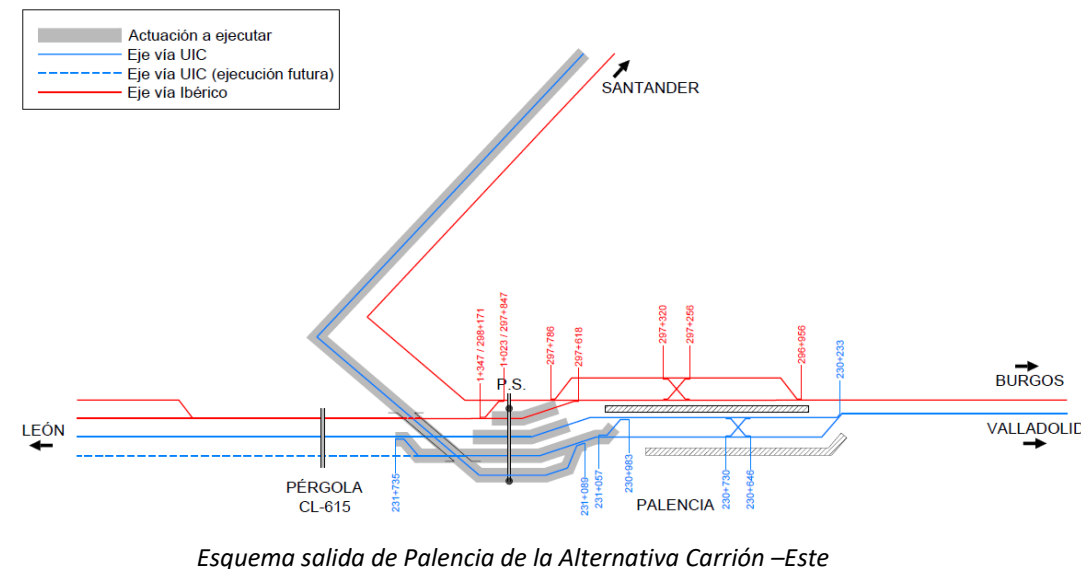 Actuación a ejecutar
Eje vía UIC
Eje vía UIC (ejecución futura)
Eje vía Ibérico
SANTANDER
1+347 / 298+171
1+023 / 297+847
297+786
297+618
297+320
297+256
296+956
230+233
P.S.
BURGOS
LEÓN
VALLADOLID
PÉRGOLA
CL-615
231+735
231+089
231+057
230+983
PALENCIA
230+730
230+646
Esquema salida de Palencia de la Alternativa Carrión –Este